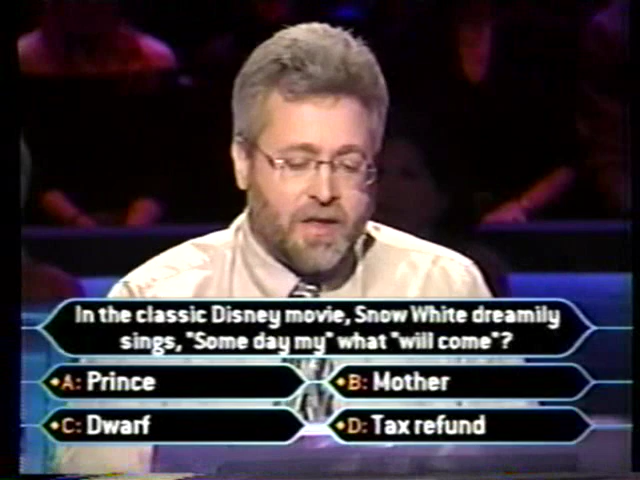 In the classic Disney movie, Snow White dreamily
sings, "Some day my" what "will come"?
A: Prince
B: Mother
C: Dwarf
D: Tax refund